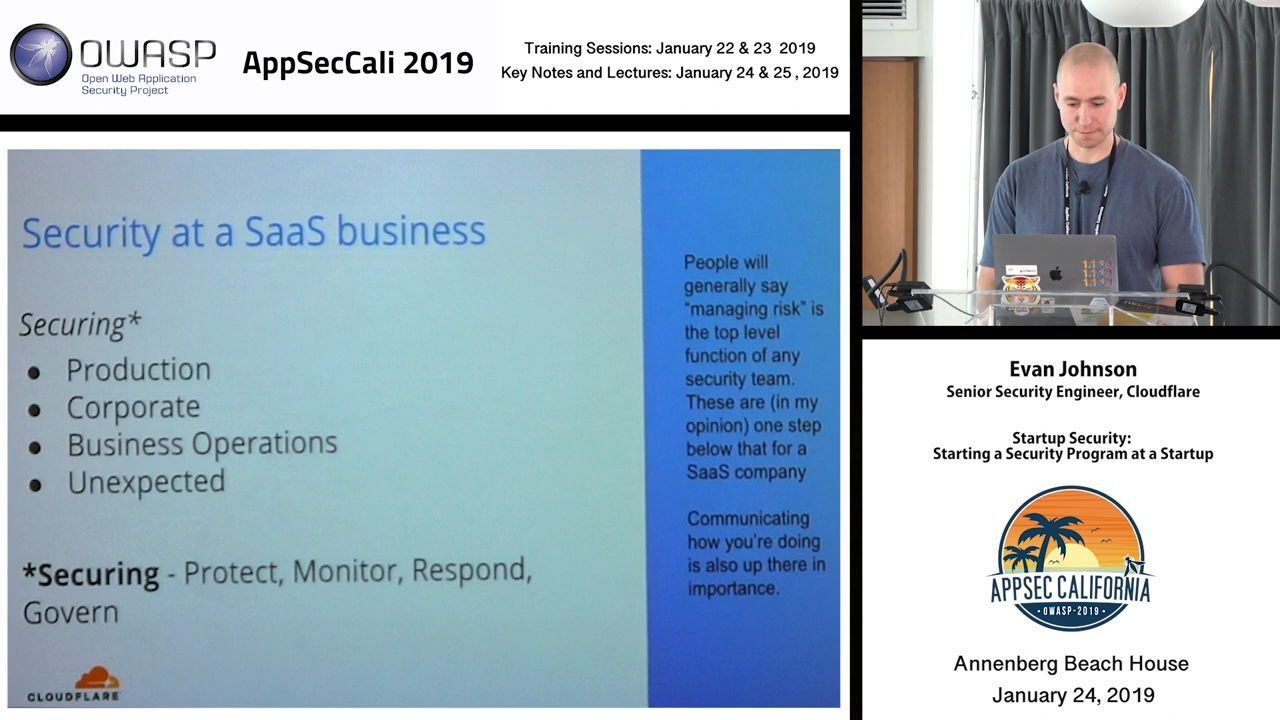 OWASP
Open Web Application
Security Project
AppSecCali 2019
Training Sessions: January 22 & 23 2019
Key Notes and Lectures: January 24 & 25 , 2019
Security at a SaaS business
Securing*
● Production
● Corporate
● Business Operations
● Unexpected
*Securing - Protect, Monitor, Respond,
Govern
CLOUDFLARE
People will
generally say
“managing risk” is
the top level
function of any
security team.
These are (in my
opinion) one step
below that for a
SaaS company
Communicating
how you're doing
is also up there in
importance.
Evan Johnson
Senior Security Engineer, Cloudflare
Startup Security:
Starting a Security Program at a Startup
APPSEC CALIFORNIA
• OWASP-2019 •
Annenberg Beach House
January 24, 2019